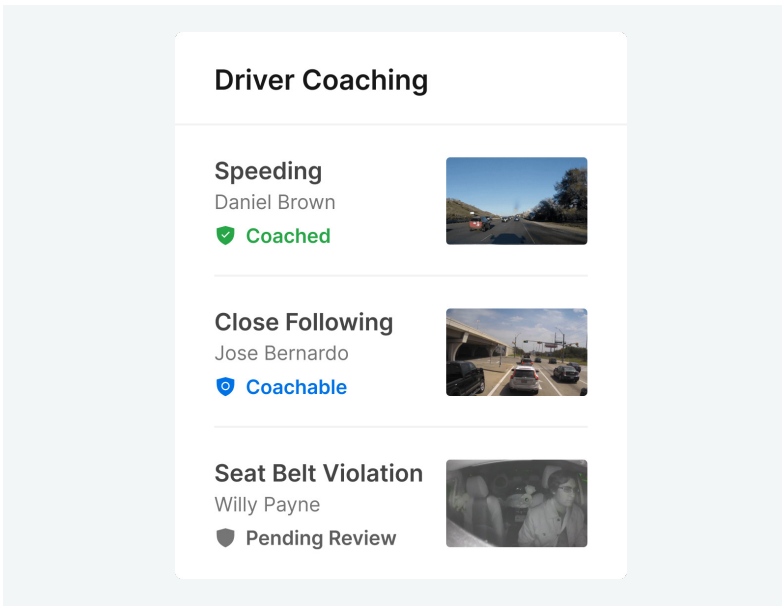 Driver Coaching
Speeding
Daniel Brown
Coached
Close Following
Jose Bernardo
Coachable
Seat Belt Violation
Willy Payne
Pending Review